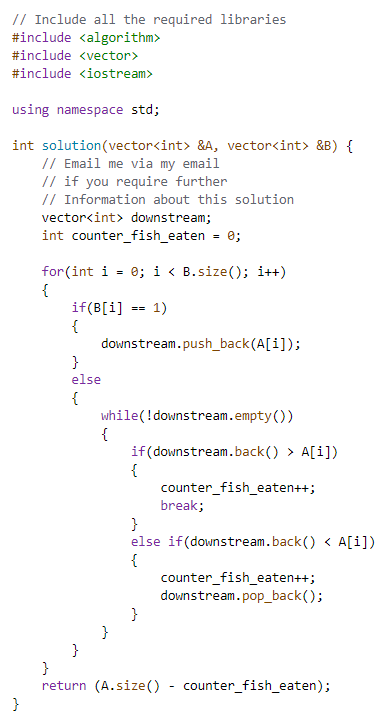 // Include all the required libraries
#include <algorithm>
#include <vector>
#include <iostream>

using namespace std;

int solution(vector<int> &A, vector<int> &B) {
    // Email me via my email
    // if you require further
    // Information about this solution
    vector<int> downstream;
    int counter_fish_eaten = 0;

    for(int i = 0; i < B.size(); i++)
    {
        if(B[i] == 1)
        {
            downstream.push_back(A[i]);
        }
        else
        {
            while(!downstream.empty())
            {
                if(downstream.back() > A[i])
                {
                    counter_fish_eaten++;
                    break;
                }
                else if(downstream.back() < A[i])
                {
                    counter_fish_eaten++;
                    downstream.pop_back();
                }
            }
        }
    }
    return (A.size() - counter_fish_eaten);
}